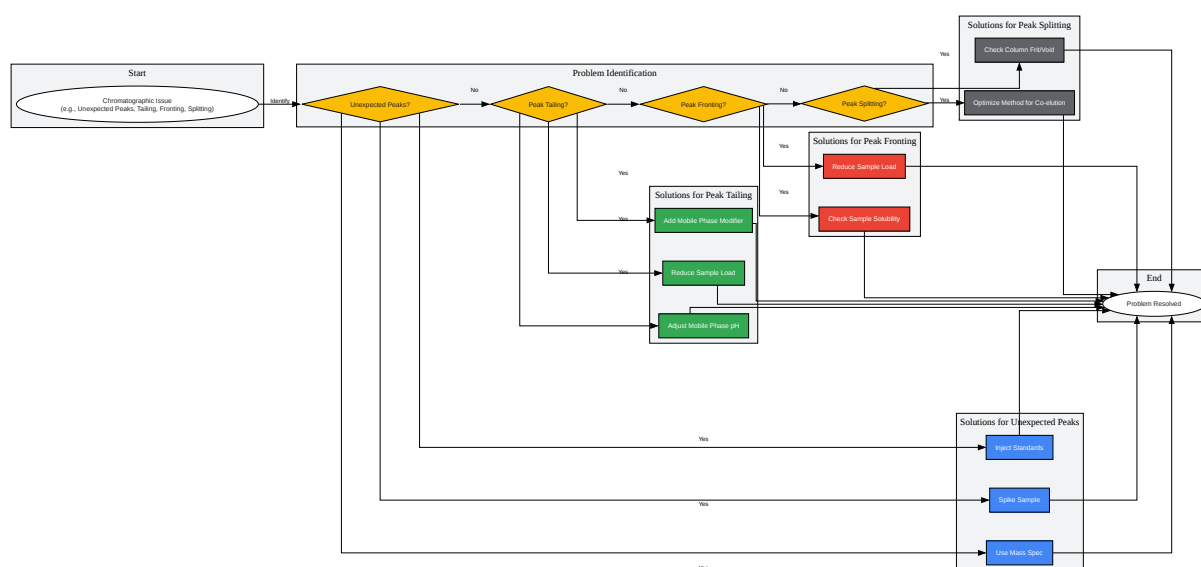 Start
Chromatographic Issue
(e.g., Unexpected Peaks, Tailing, Fronting, Splitting)
Identify
Problem Identification
Unexpected Peaks?
No
Peak Tailing?
No
Peak Fronting?
No
Peak Splitting?
Yes
Yes
Solutions for Peak Splitting
Check Column Frit/Void
Optimize Method for Co-elution
Yes
Yes
Solutions for Peak Fronting
Reduce Sample Load
Check Sample Solubility
Yes
Yes
Yes
Solutions for Peak Tailing
Add Mobile Phase Modifier
Reduce Sample Load
Adjust Mobile Phase pH
End
Problem Resolved
Yes
Yes
Yes
Solutions for Unexpected Peaks
Inject Standards
Spike Sample
Use Mass Spec